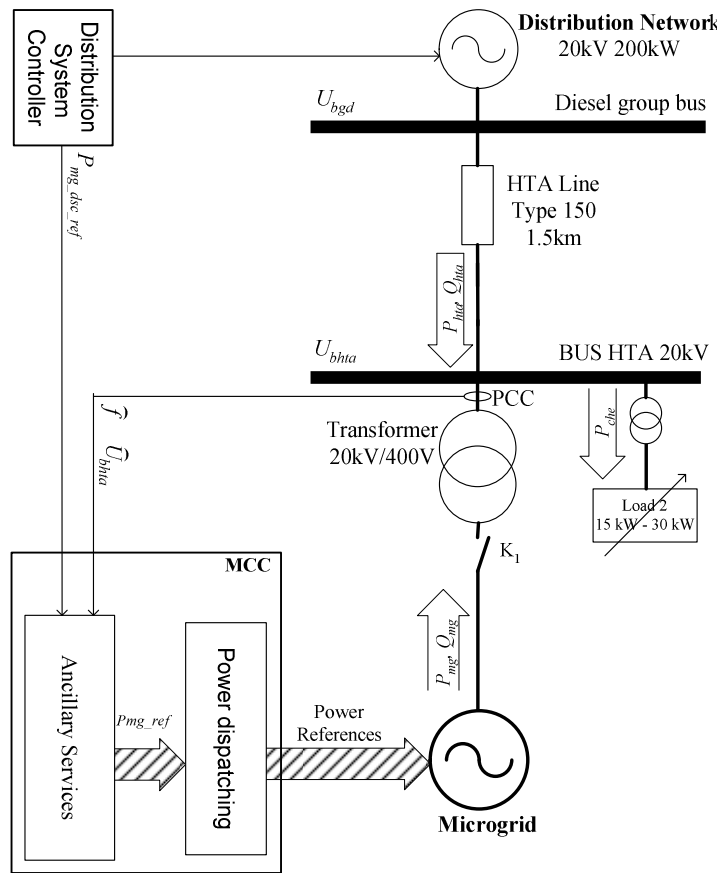 Distribution Network
20kV 200kW
Distribution
System
Controller
U_bgd
Diesel group bus
P_mg_dsc_ref
HTA Line
Type 150
1.5km
P_hta, Q_hta
U_bhta
BUS HTA 20kV
PCC
P_che
f̃ Ũ_bhta
Transformer
20kV/400V
Load 2
15 kW - 30 kW
K_1
MCC
P_mg, Q_mg
Ancillary Services
Pmg_ref
Power dispatching
Power
References
Microgrid